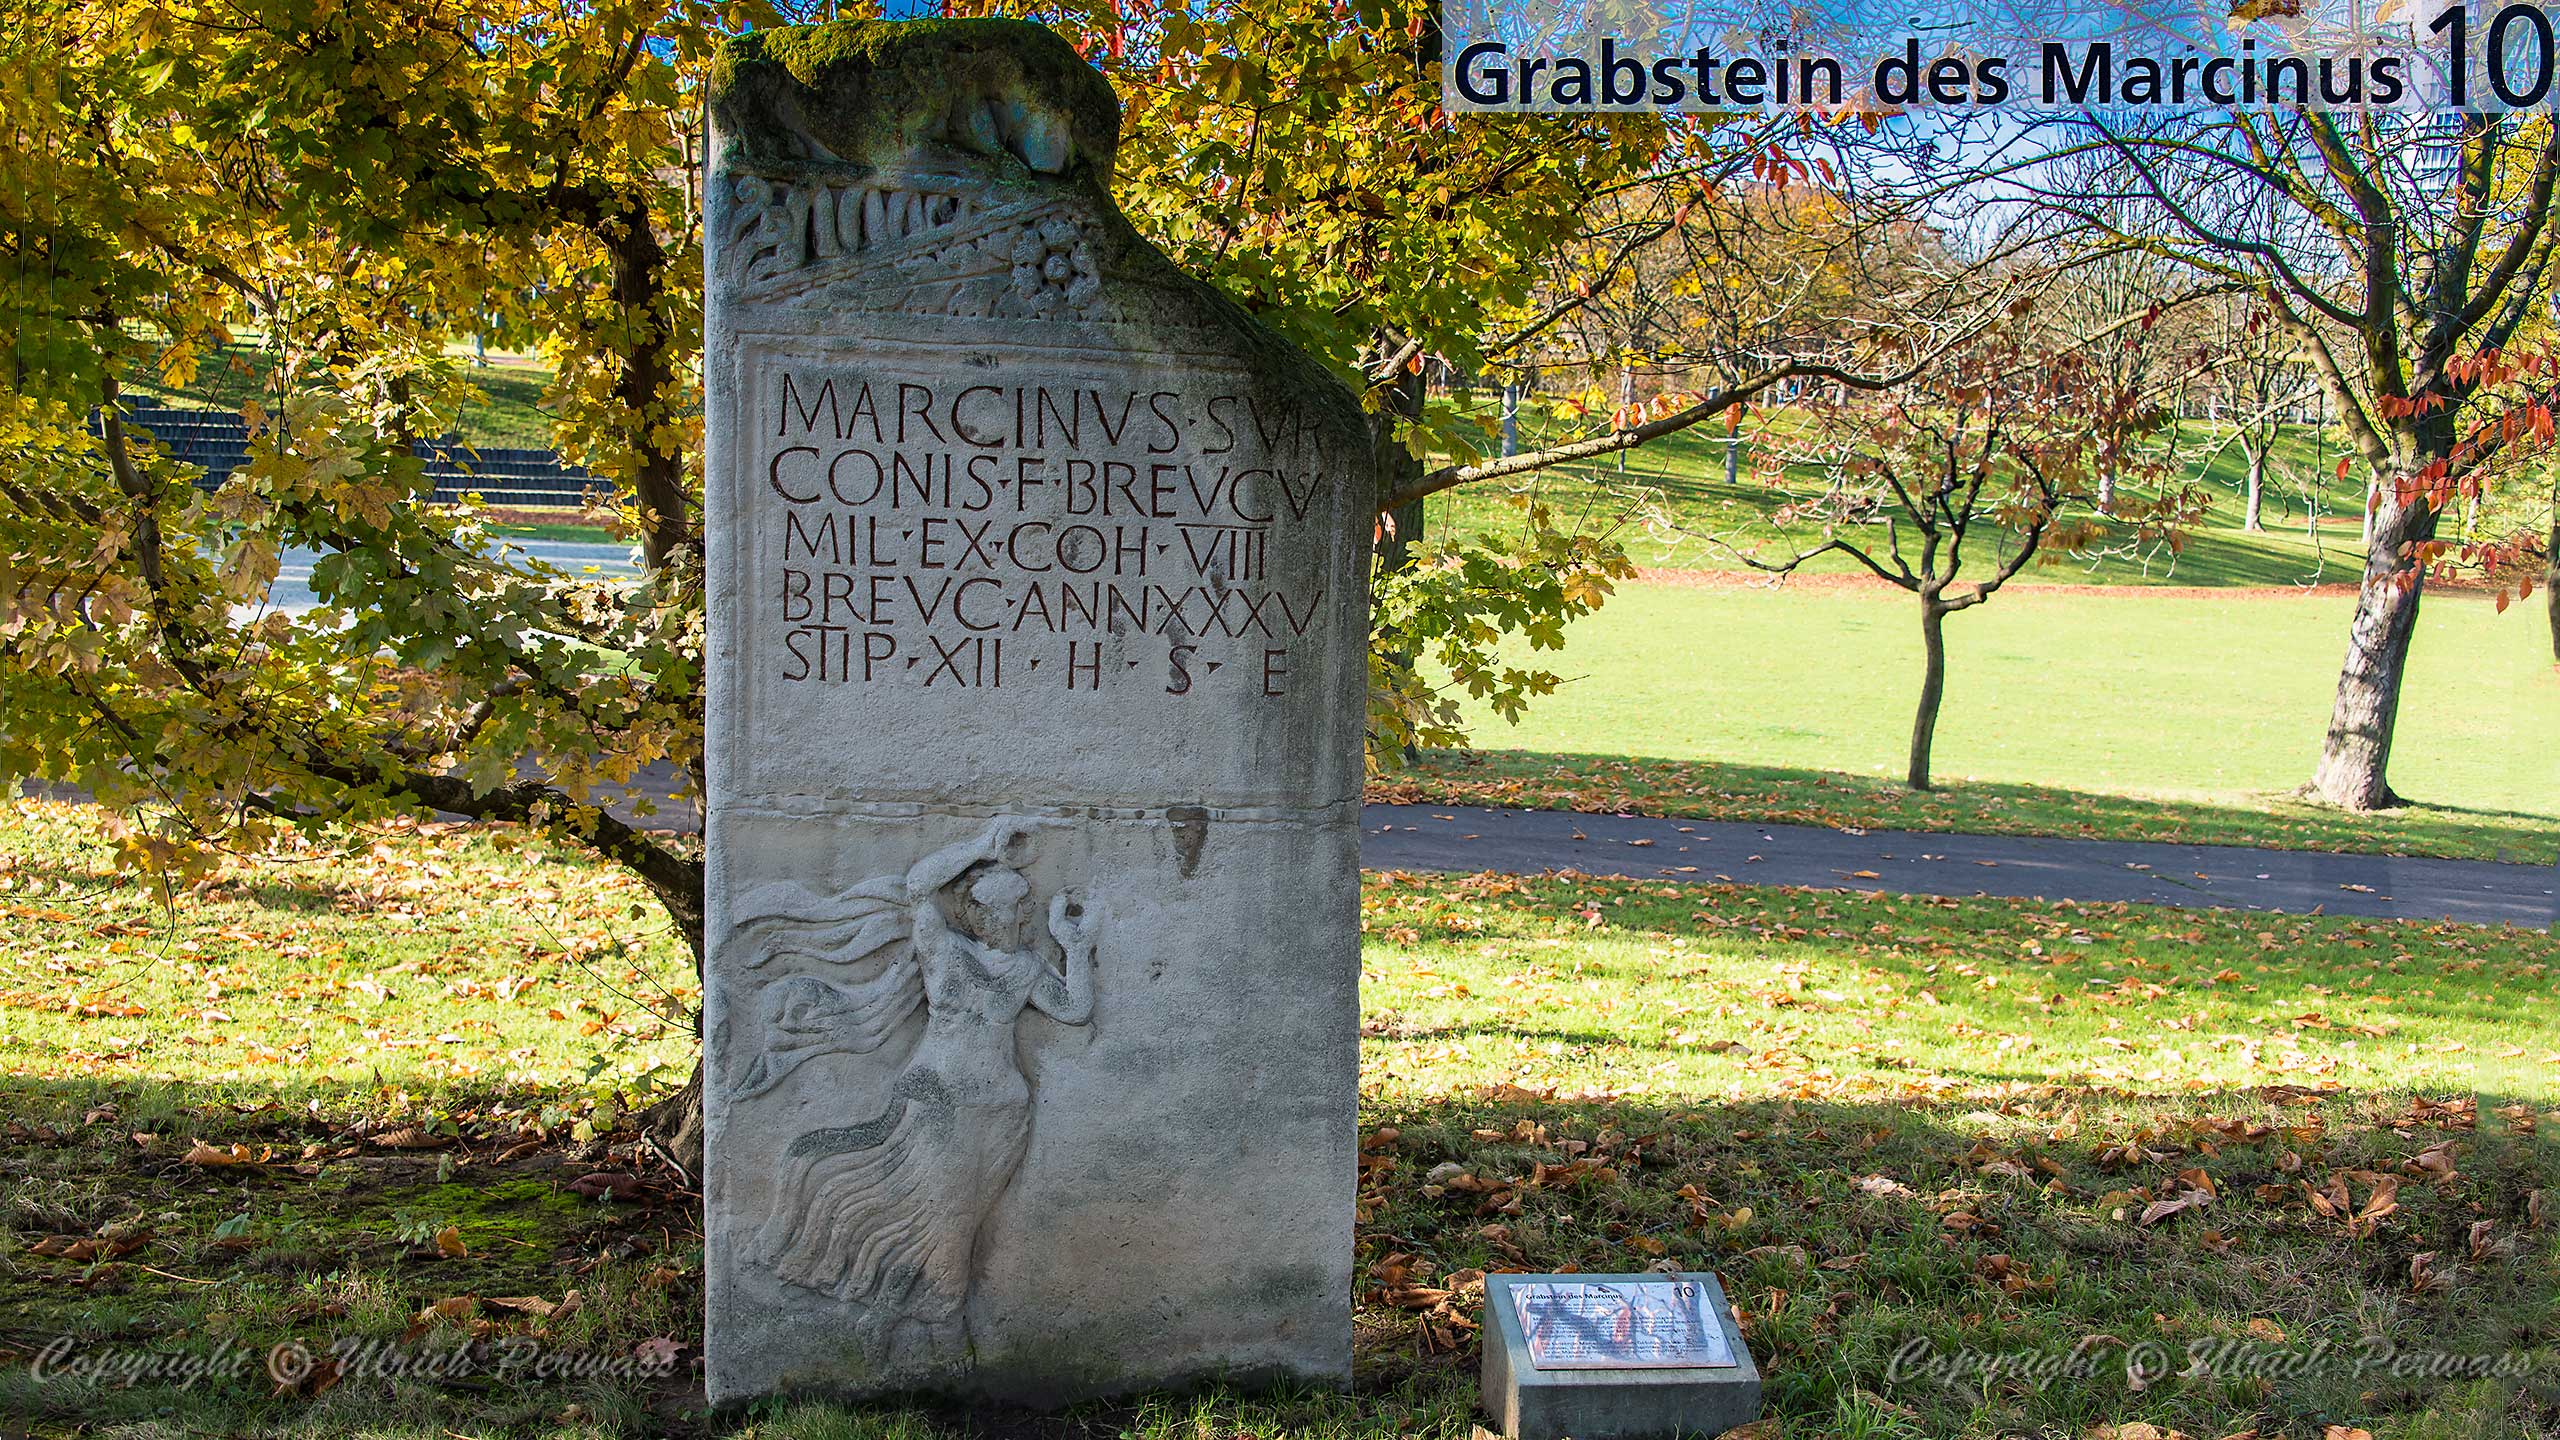 Grabstein des Marcinus 10
MARCINVS · SVR
CONIS · F · BREVCVS
MIL · EX · COH · VIII
BREVC · ANN · XXXV
STIP · XII · H · S · E
Grabstein des Marcinus 10
Copyright © Ulrich Perwass
Copyright © Ulrich Perwass